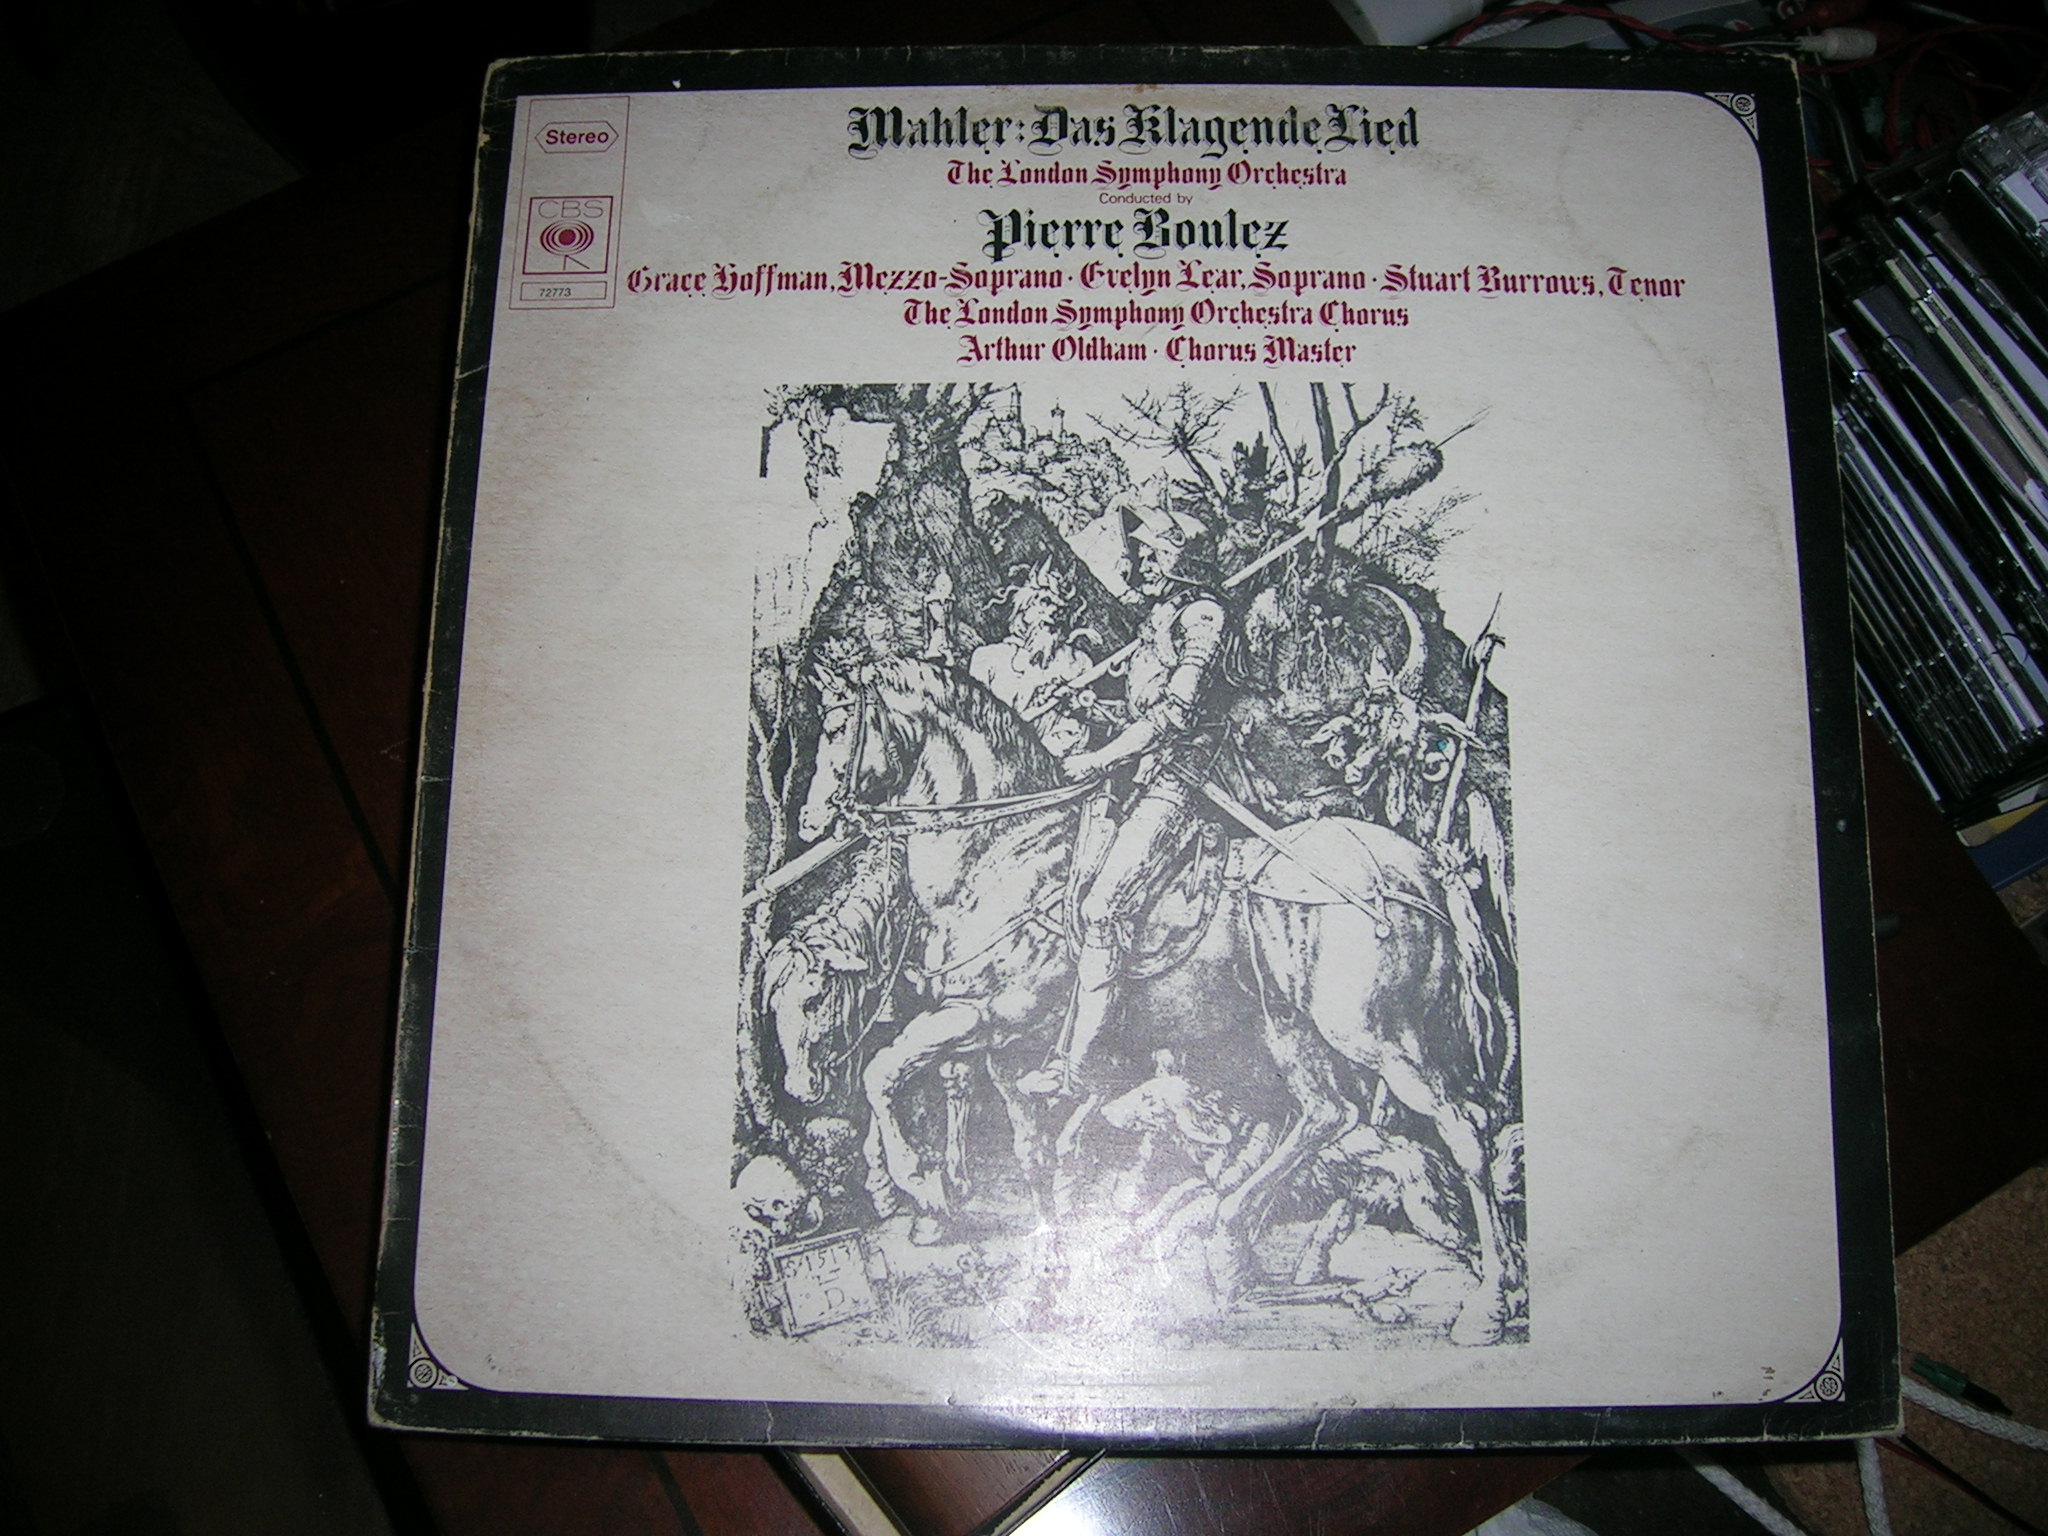 Stereo
CBS
72773
Mahler: Das Klagende Lied
The London Symphony Orchestra
Conducted by
Pierre Boulez
Grace Hoffman, Mezzo-Soprano · Evelyn Lear, Soprano · Stuart Burrows, Tenor
The London Symphony Orchestra Chorus
Arthur Oldham · Chorus Master
S·1513
D